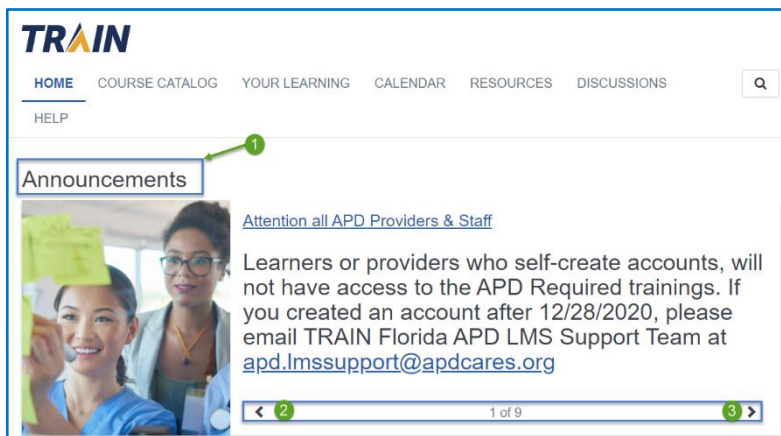 TRAIN
HOME COURSE CATALOG YOUR LEARNING CALENDAR RESOURCES DISCUSSIONS
HELP
1
Announcements
Attention all APD Providers & Staff
Learners or providers who self-create accounts, will
not have access to the APD Required trainings. If
you created an account after 12/28/2020, please
email TRAIN Florida APD LMS Support Team at
apd.lmssupport@apdcares.org
2 1 of 9 3